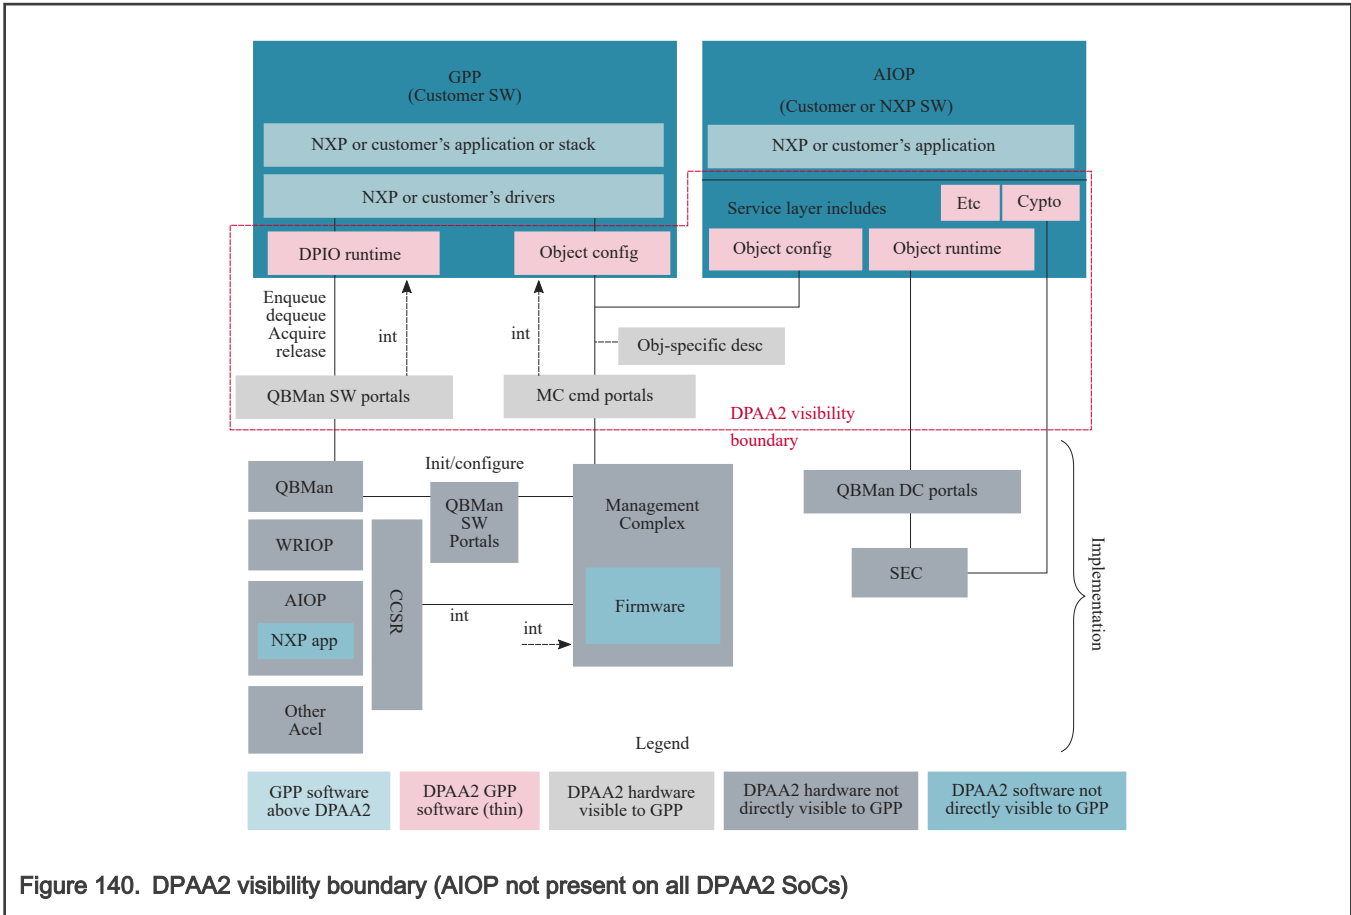 GPP
(Customer SW)
NXP or customer's application or stack
NXP or customer's drivers
DPIO runtime
Object config
AIOP
(Customer or NXP SW)
NXP or customer's application
Service layer includes
Etc
Cypto
Object config
Object runtime
Enqueue
dequeue
Acquire
release
int
int
Obj-specific desc
QBMan SW portals
MC cmd portals
DPAA2 visibility
boundary
QBMan
Init/configure
QBMan
SW
Portals
Management
Complex
QBMan DC portals
WRIOP
SEC
AIOP
NXP app
CCSR
int
int
Firmware
Implementation
Other
Acel
Legend
GPP software
above DPAA2
DPAA2 GPP
software (thin)
DPAA2 hardware
visible to GPP
DPAA2 hardware not
directly visible to GPP
DPAA2 software not
directly visible to GPP
Figure 140. DPAA2 visibility boundary (AIOP not present on all DPAA2 SoCs)